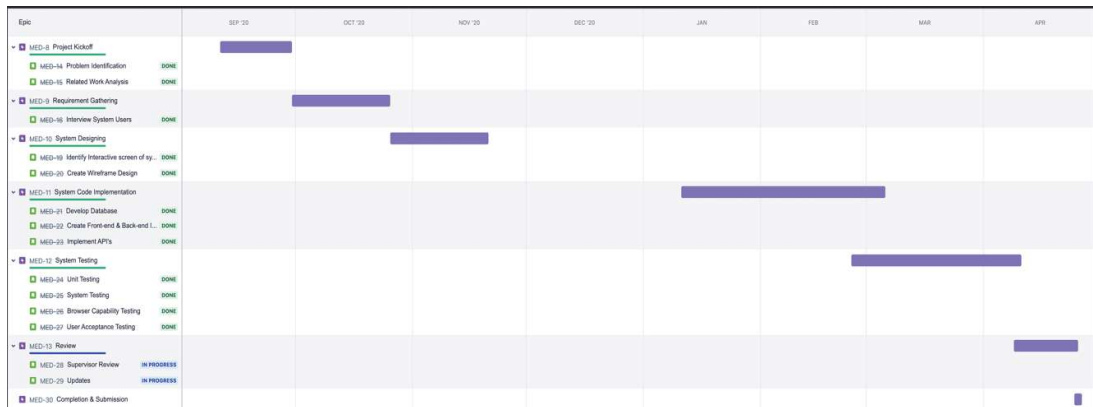 Epic SEP '20 OCT '20 NOV '20 DEC '20 JAN FEB MAR APR
MED-8 Project Kickoff
MED-14 Problem Identification DONE
MED-15 Related Work Analysis DONE
MED-9 Requirement Gathering
MED-16 Interview System Users DONE
MED-10 System Designing
MED-19 Identify Interactive screen of sy... DONE
MED-20 Create Wireframe Design DONE
MED-11 System Code Implementation
MED-21 Develop Database DONE
MED-22 Create Front-end & Back-end I... DONE
MED-23 Implement API's DONE
MED-12 System Testing
MED-24 Unit Testing DONE
MED-25 System Testing DONE
MED-26 Browser Capability Testing DONE
MED-27 User Acceptance Testing DONE
MED-13 Review
MED-28 Supervisor Review IN PROGRESS
MED-29 Updates IN PROGRESS
MED-30 Completion & Submission